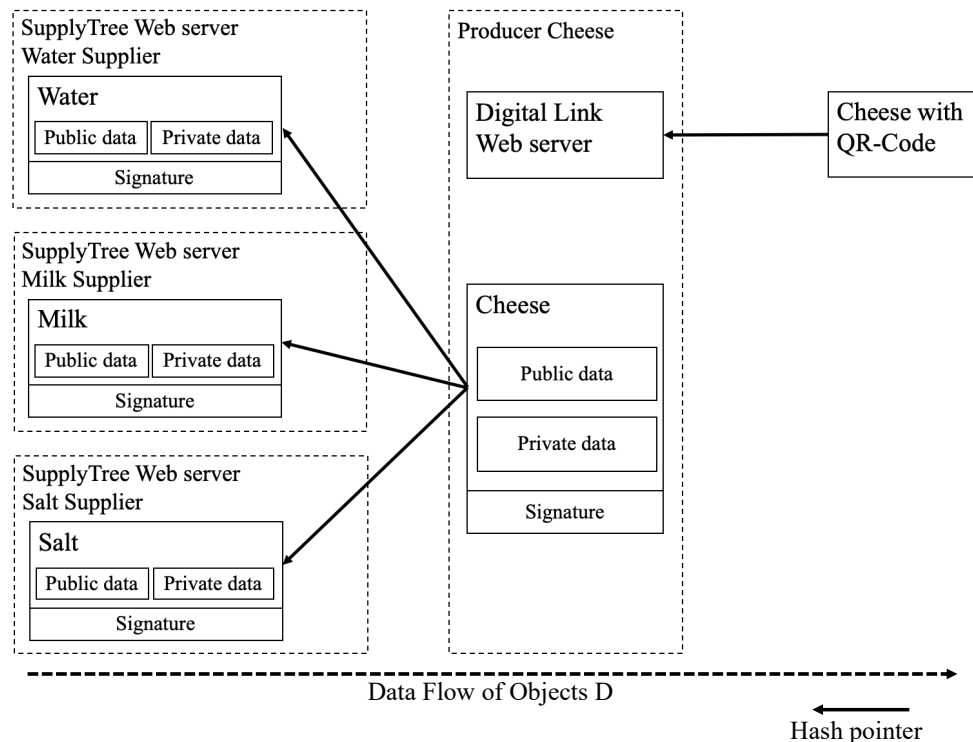 SupplyTree Web server
Water Supplier
Water
Public data
Private data
Signature
SupplyTree Web server
Milk Supplier
Milk
Public data
Private data
Signature
SupplyTree Web server
Salt Supplier
Salt
Public data
Private data
Signature
Producer Cheese
Digital Link
Web server
Cheese
Public data
Private data
Signature
Cheese with
QR-Code
Data Flow of Objects D
Hash pointer